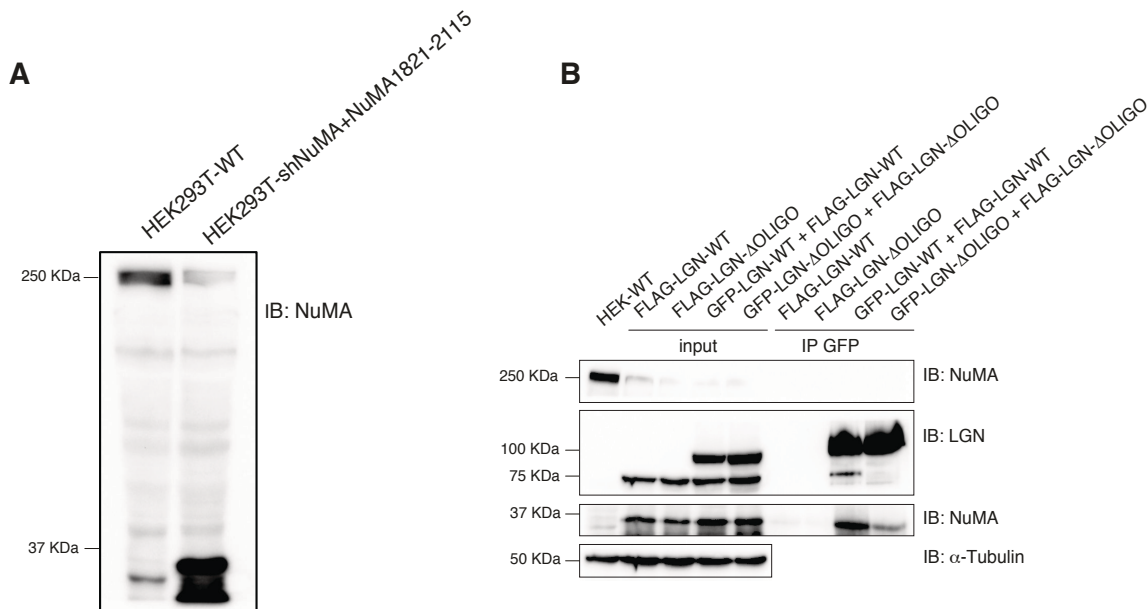 A
HEK293T-WT
HEK293T-shNuMA+NuMA1821-2115
250 KDa
37 KDa
IB: NuMA
B
HEK-WT
FLAG-LGN-WT
FLAG-LGN-ΔOLIGO
GFP-LGN-WT + FLAG-LGN-WT
GFP-LGN-ΔOLIGO + FLAG-LGN-ΔOLIGO
FLAG-LGN-WT
FLAG-LGN-ΔOLIGO
GFP-LGN-WT + FLAG-LGN-WT
GFP-LGN-ΔOLIGO + FLAG-LGN-ΔOLIGO
input
IP GFP
250 KDa
IB: NuMA
100 KDa
75 KDa
IB: LGN
37 KDa
IB: NuMA
50 KDa
IB: α-Tubulin